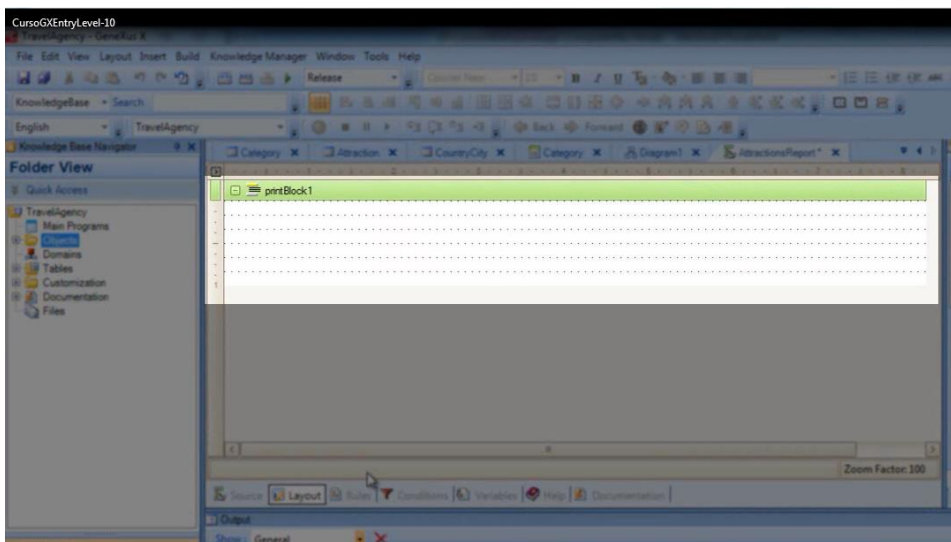 CursoGXEntryLevel-10
TravelAgency - GeneXus X
File Edit View Layout Insert Build Knowledge Manager Window Tools Help
Release
KnowledgeBase Search
English TravelAgency
Back Forward
Knowledge Base Navigator
Category Attraction CountryCity Category Diagram1 AttractionsReport*
Folder View
Quick Access
printBlock1
TravelAgency
Main Programs
Objects
Domains
Tables
Customization
Documentation
Files
Zoom Factor: 100
Source Layout Rules Conditions Variables Help Documentation
Output
Show: General